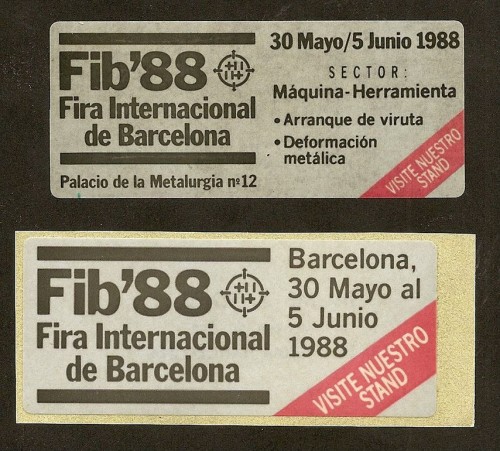 Fib'88
Fira Internacional
de Barcelona
Palacio de la Metalurgia nº12
30 Mayo/5 Junio 1988
SECTOR:
Máquina-Herramienta
•Arranque de viruta
•Deformación
metálica
VISITE NUESTRO
STAND
Fib'88
Fira Internacional
de Barcelona
Barcelona,
30 Mayo al
5 Junio
1988
VISITE NUESTRO
STAND